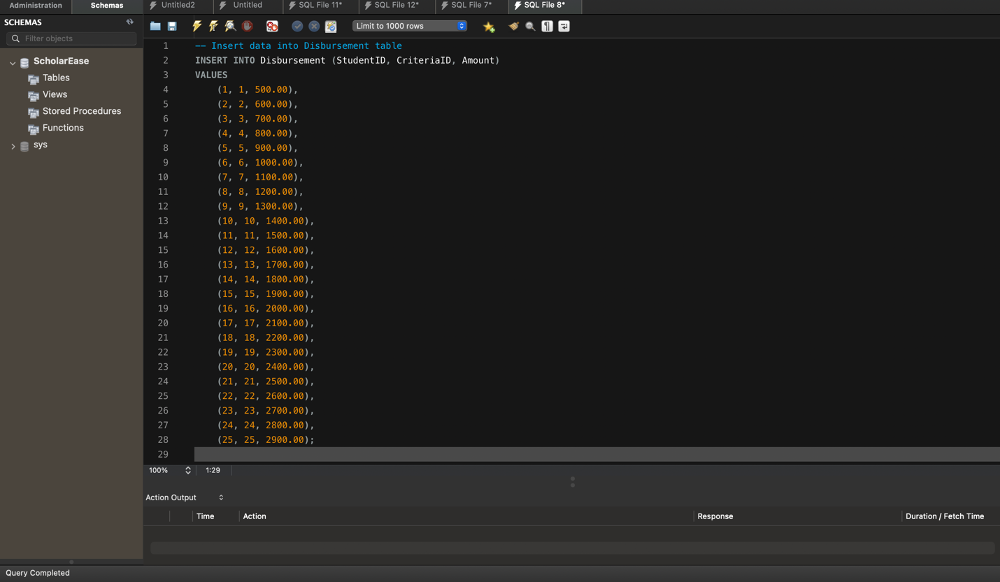 Administration
Schemas
Untitled2
Untitled
SQL File 11*
SQL File 12*
SQL File 7*
SQL File 8*
SCHEMAS
Filter objects
ScholarEase
Tables
Views
Stored Procedures
Functions
sys
Limit to 1000 rows
1 -- Insert data into Disbursement table
2 INSERT INTO Disbursement (StudentID, CriteriaID, Amount)
3 VALUES
4 (1, 1, 500.00),
5 (2, 2, 600.00),
6 (3, 3, 700.00),
7 (4, 4, 800.00),
8 (5, 5, 900.00),
9 (6, 6, 1000.00),
10 (7, 7, 1100.00),
11 (8, 8, 1200.00),
12 (9, 9, 1300.00),
13 (10, 10, 1400.00),
14 (11, 11, 1500.00),
15 (12, 12, 1600.00),
16 (13, 13, 1700.00),
17 (14, 14, 1800.00),
18 (15, 15, 1900.00),
19 (16, 16, 2000.00),
20 (17, 17, 2100.00),
21 (18, 18, 2200.00),
22 (19, 19, 2300.00),
23 (20, 20, 2400.00),
24 (21, 21, 2500.00),
25 (22, 22, 2600.00),
26 (23, 23, 2700.00),
27 (24, 24, 2800.00),
28 (25, 25, 2900.00);
29
100% 1:29
Action Output
Time Action Response Duration / Fetch Time
Query Completed